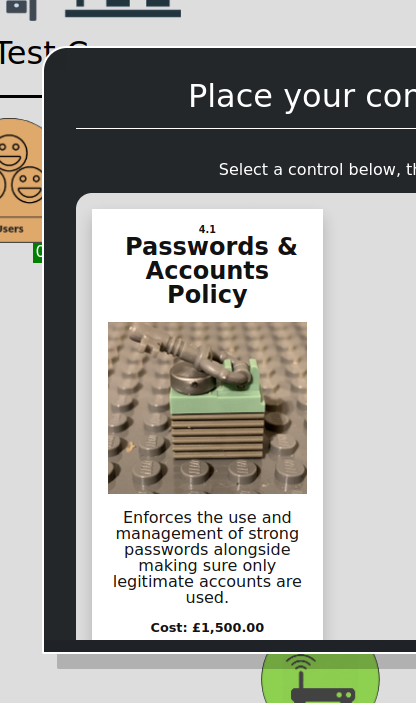 Test
Place your
Select a control below,
4.1
Passwords &
Accounts
Policy
Users
Enforces the use and
management of strong
passwords alongside
making sure only
legitimate accounts are
used.
Cost: £1,500.00